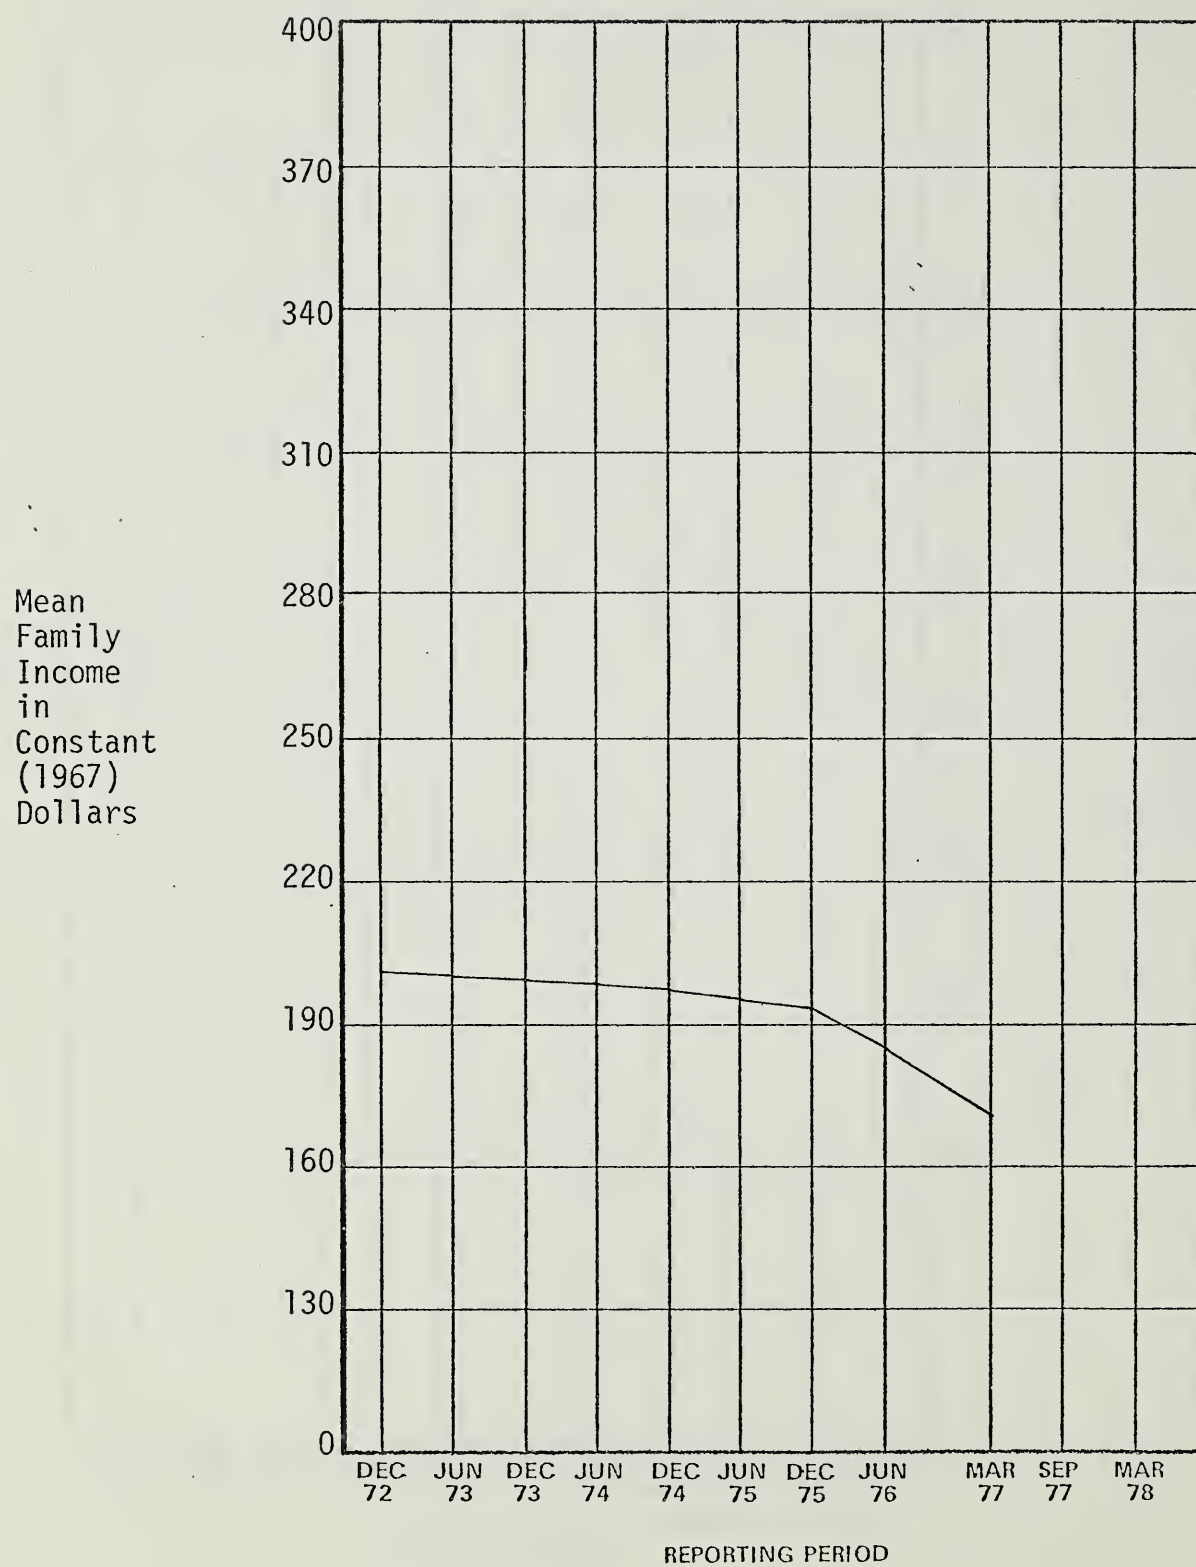 400
370
340
310
280
250
220
190
160
130
0
Mean
Family
Income
in
Constant
(1967)
Dollars
DEC JUN DEC JUN DEC JUN DEC JUN MAR SEP MAR
72 73 73 74 74 75 75 76 77 77 78
REPORTING PERIOD